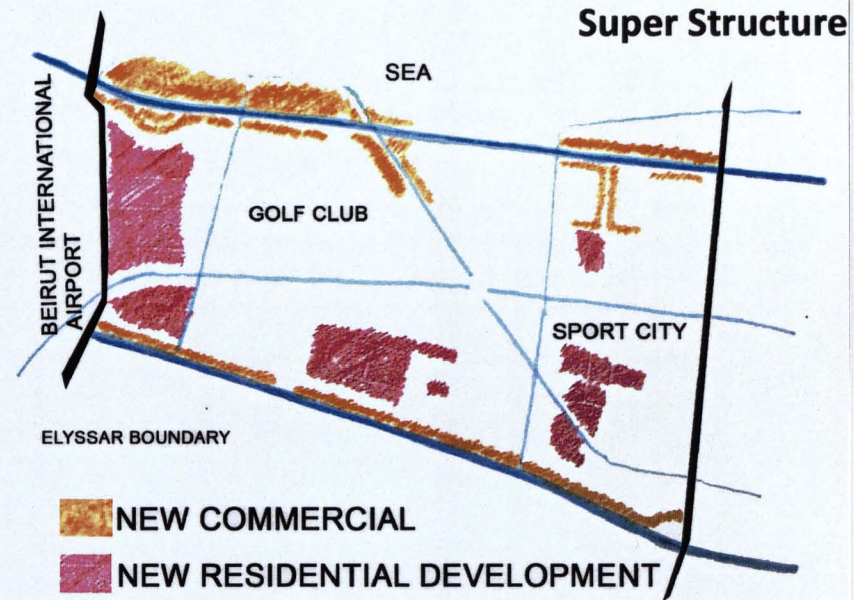 Super Structure
SEA
BEIRUT INTERNATIONAL
AIRPORT
GOLF CLUB
SPORT CITY
ELYSSAR BOUNDARY
NEW COMMERCIAL
NEW RESIDENTIAL DEVELOPMENT